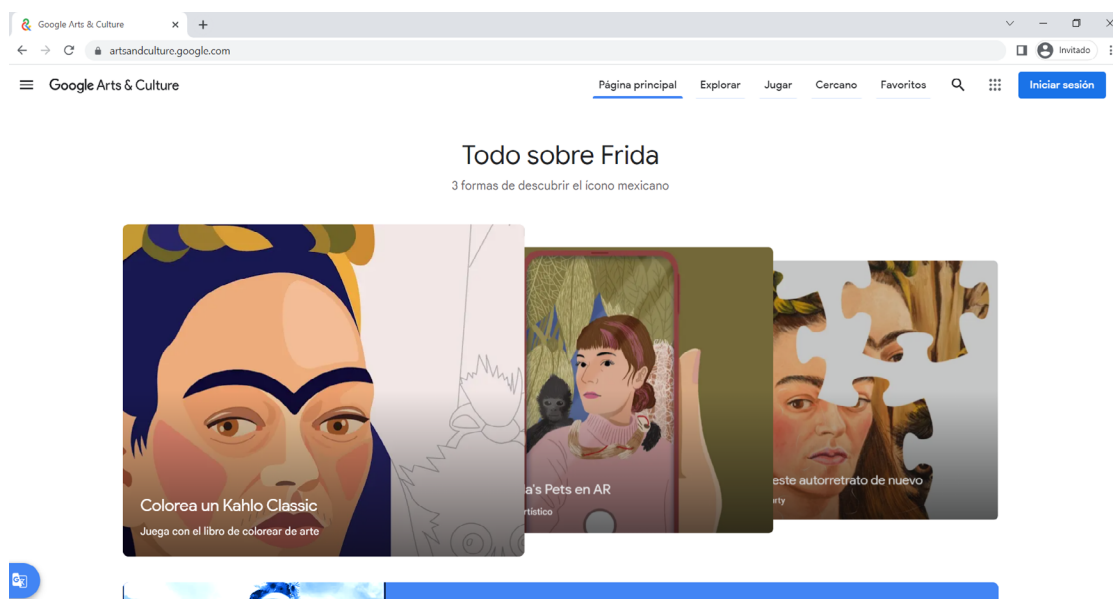 Google Arts & Culture
artsandculture.google.com
Invitado
Google Arts & Culture
Página principal
Explorar
Jugar
Cercano
Favoritos
Iniciar sesión
Todo sobre Frida
3 formas de descubrir el ícono mexicano
Colorea un Kahlo Classic
Juega con el libro de colorear de arte
a's Pets en AR
rtístico
este autorretrato de nuevo
arty